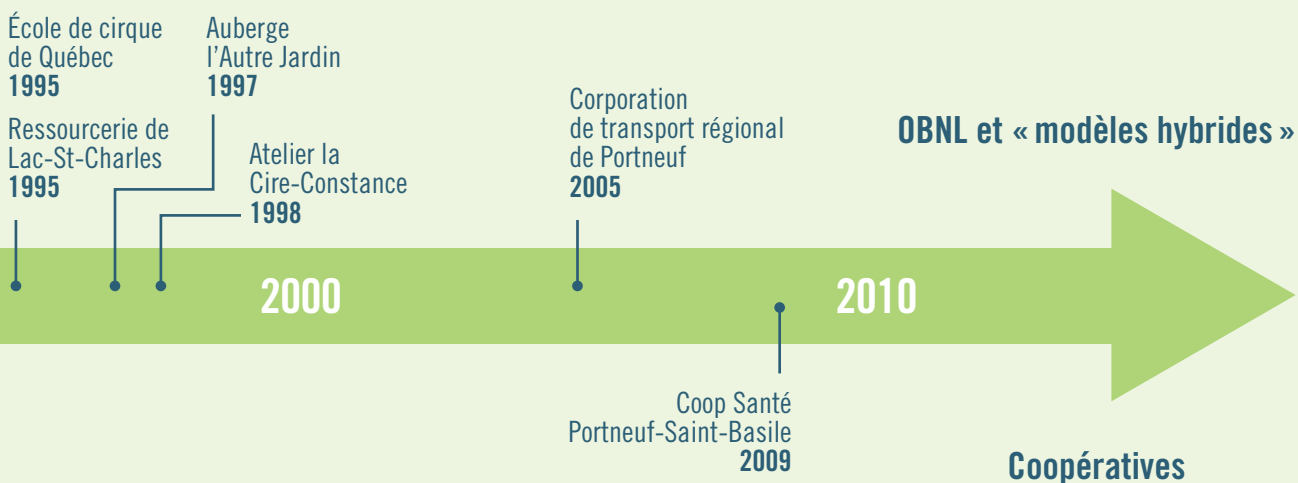 École de cirque
de Québec
1995
Ressourcerie de
Lac-St-Charles
1995
Auberge
l’Autre Jardin
1997
Atelier la
Cire-Constance
1998
Corporation
de transport régional
de Portneuf
2005
OBNL et « modèles hybrides »
2000
2010
Coop Santé
Portneuf-Saint-Basile
2009
Coopératives